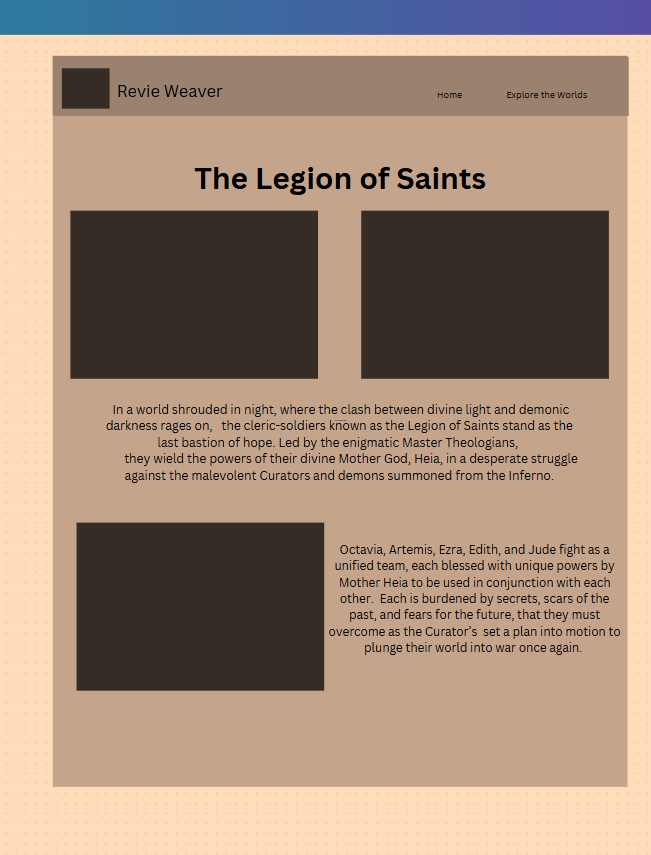 Revie Weaver
Home
Explore the Worlds
The Legion of Saints
In a world shrouded in night, where the clash between divine light and demonic
darkness rages on,  the cleric-soldiers known as the Legion of Saints stand as the
last bastion of hope. Led by the enigmatic Master Theologians,
they wield the powers of their divine Mother God, Heia, in a desperate struggle
against the malevolent Curators and demons summoned from the Inferno.
Octavia, Artemis, Ezra, Edith, and Jude fight as a
unified team, each blessed with unique powers by
Mother Heia to be used in conjunction with each
other.  Each is burdened by secrets, scars of the
past, and fears for the future, that they must
overcome as the Curator's  set a plan into motion to
plunge their world into war once again.